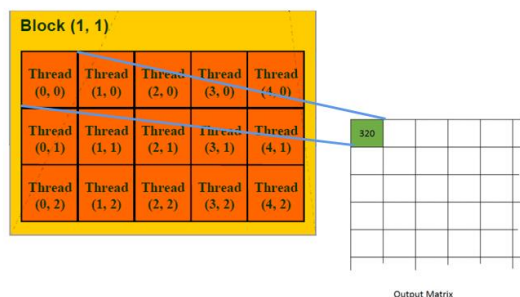 Block (1, 1)
Thread Thread Thread Thread Thread
(0, 0) (1, 0) (2, 0) (3, 0) (4, 0)
Thread Thread Thread Thread Thread
(0, 1) (1, 1) (2, 1) (3, 1) (4, 1)
Thread Thread Thread Thread Thread
(0, 2) (1, 2) (2, 2) (3, 2) (4, 2)
320
Output Matrix